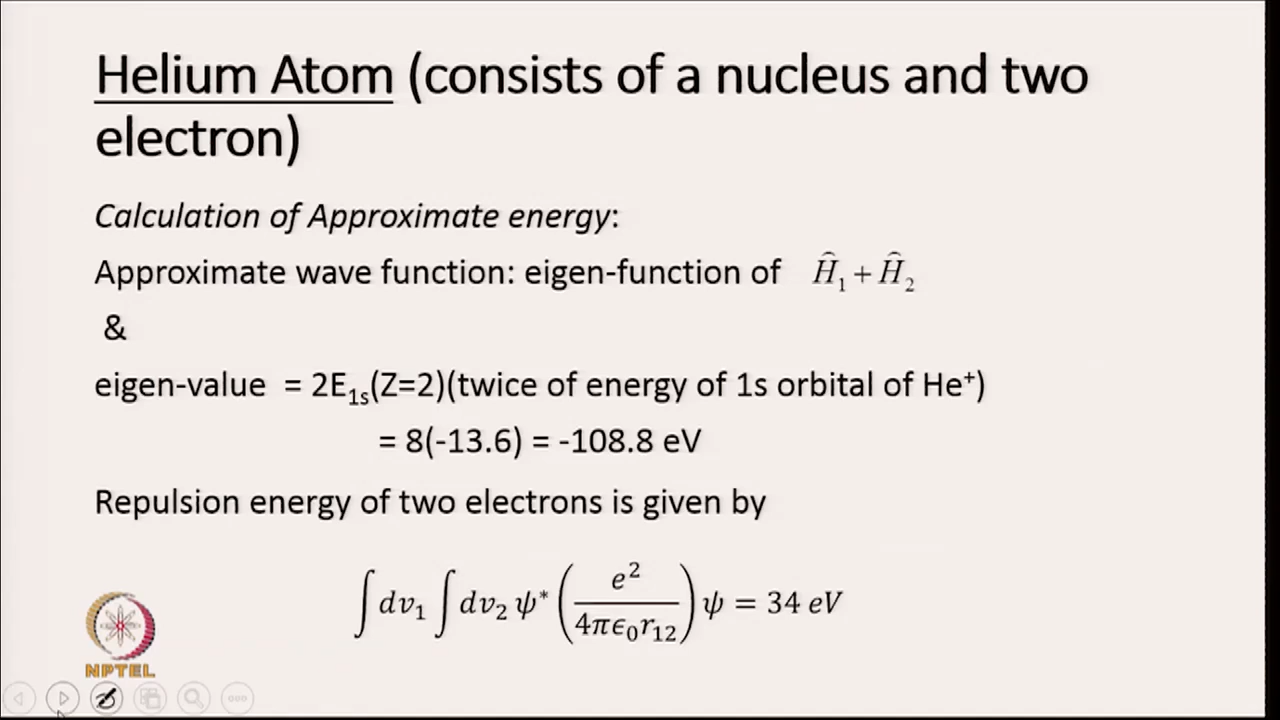 Helium Atom (consists of a nucleus and two
electron)
Calculation of Approximate energy:
Approximate wave function: eigen-function of Ĥ₁ + Ĥ₂
&
eigen-value = 2E₁ₛ(Z=2)(twice of energy of 1s orbital of He⁺)
= 8(-13.6) = -108.8 eV
Repulsion energy of two electrons is given by
∫dv₁ ∫dv₂ ψ* (e²/4πϵ₀r₁₂) ψ = 34 eV
NPTEL